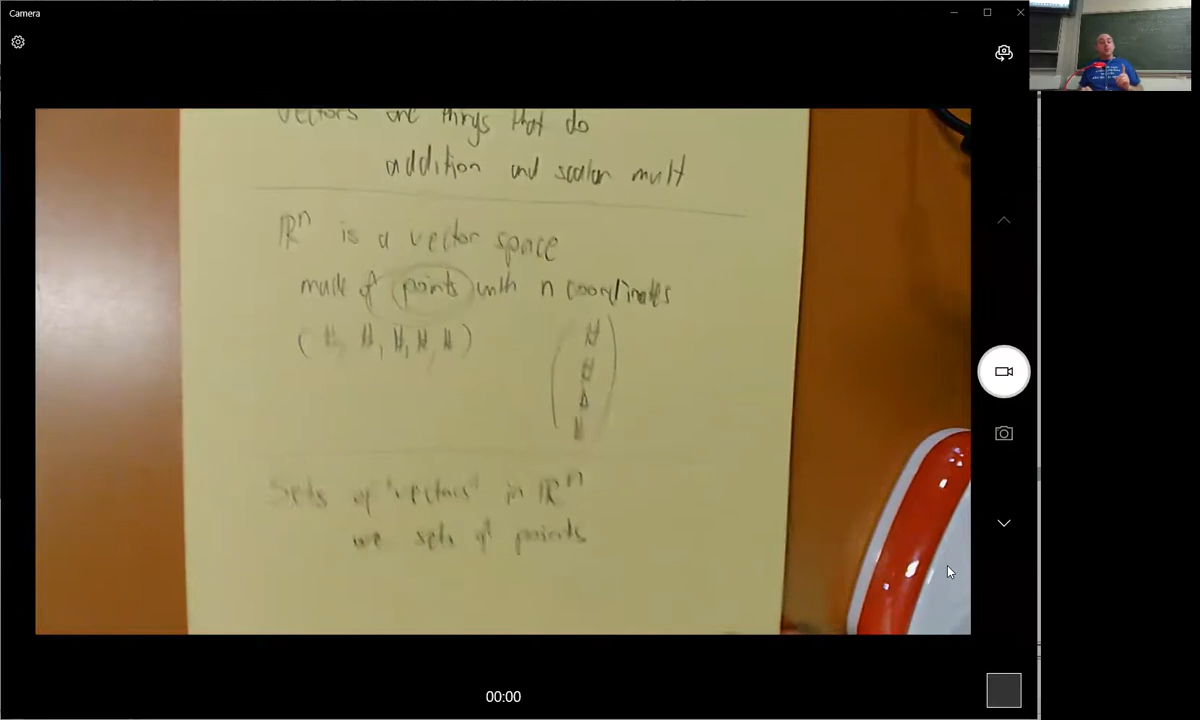 Camera
vectors are things that do
addition and scalar mult
ℝⁿ is a vector space
made of points with n coordinates
(#, #, #, #, #)
(#
#
#
#)
Sets of "vectors" in ℝⁿ
are sets of points
00:00